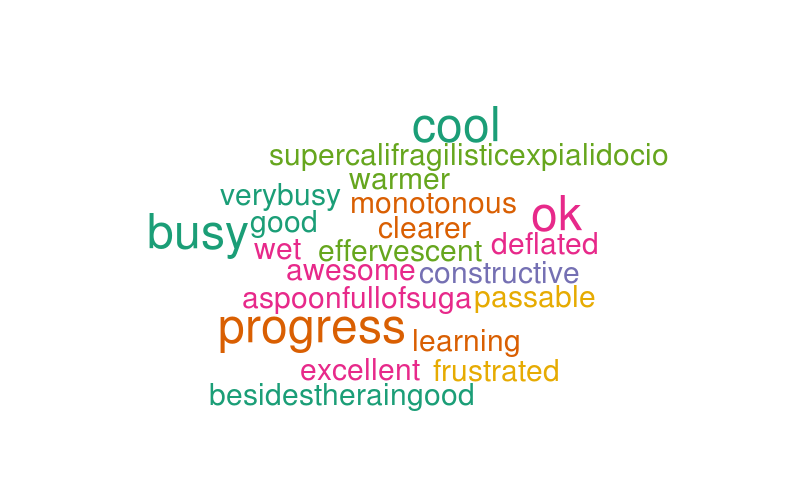 cool
supercalifragilisticexpialidocio
warmer
verybusy
monotonous
ok
good
clearer
busy
deflated
wet
effervescent
awesome
constructive
aspoonfullofsuga
passable
progress
learning
excellent
frustrated
besidestheraingood